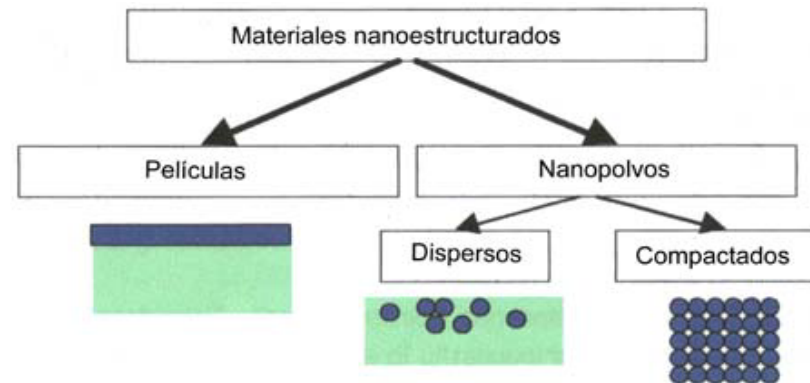 Materiales nanoestructurados
Películas
Nanopolvos
Dispersos
Compactados